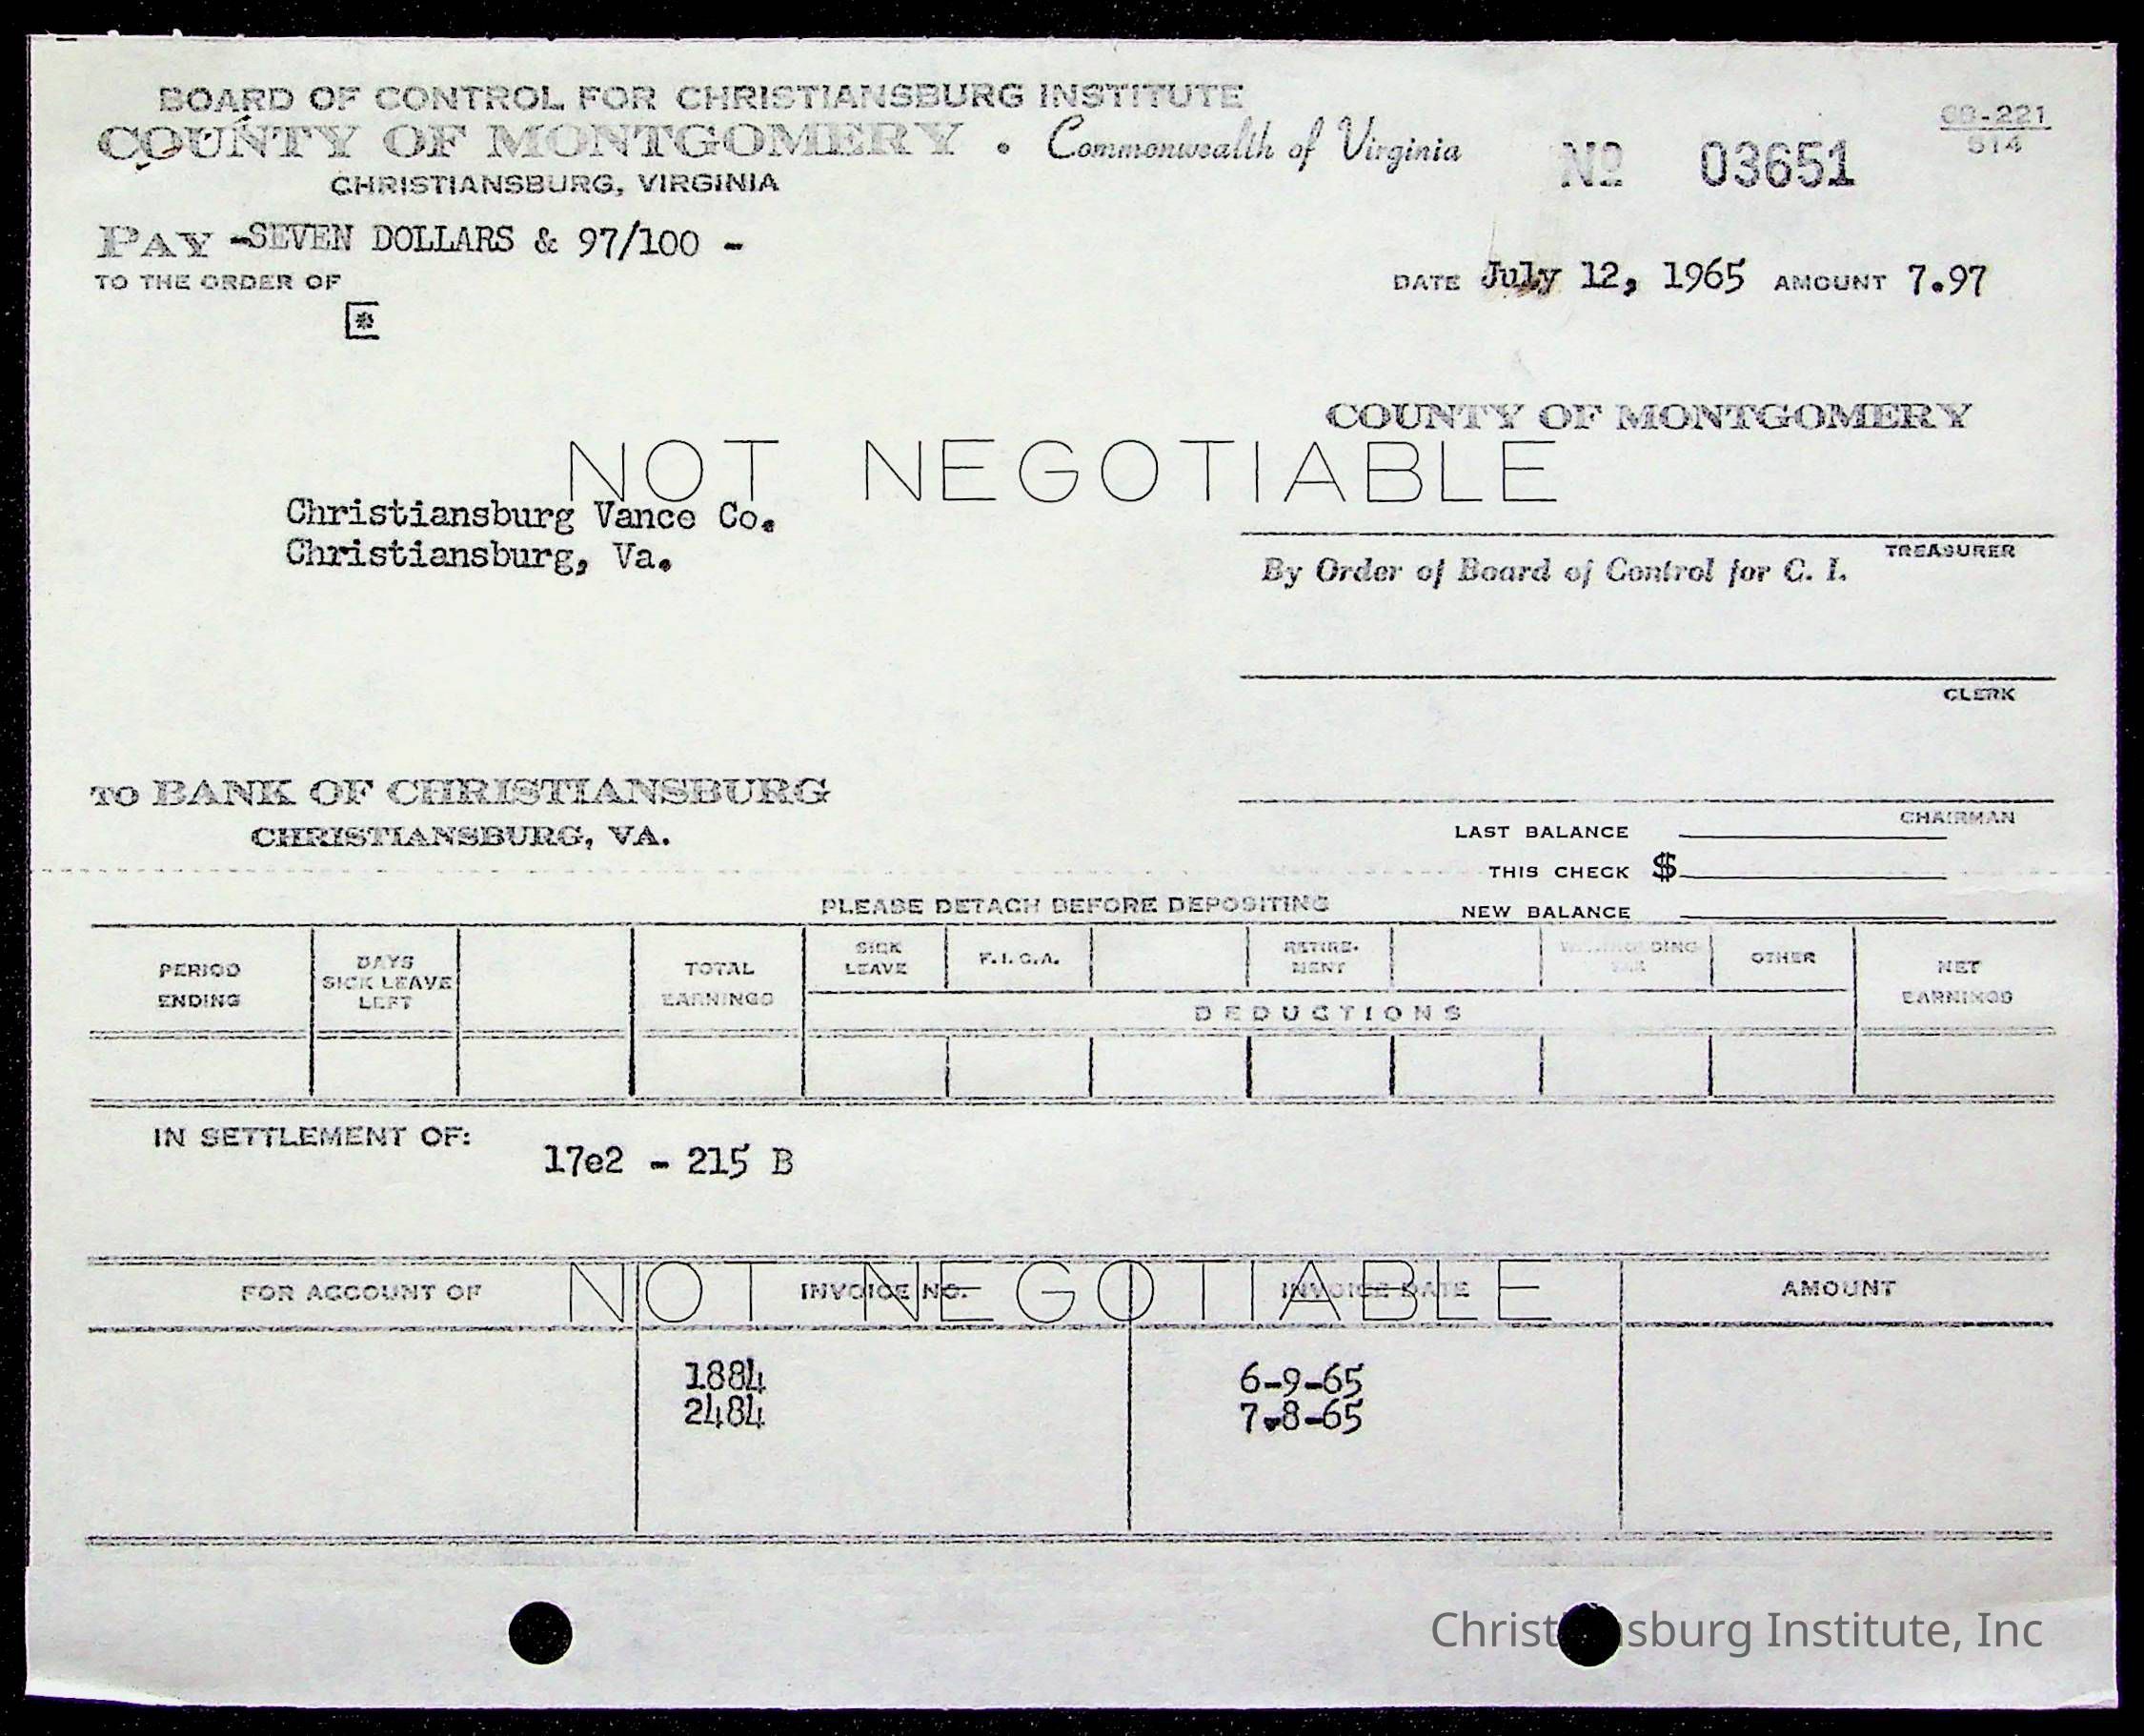 BOARD OF CONTROL FOR CHRISTIANSBURG INSTITUTE
COUNTY OF MONTGOMERY • Commonwealth of Virginia
CHRISTIANSBURG, VIRGINIA
Nº 03651
-221
514
PAY -SEVEN DOLLARS & 97/100 -
TO THE ORDER OF
DATE July 12, 1965 AMOUNT 7.97
*
COUNTY OF MONTGOMERY
NOT NEGOTIABLE
Christiansburg Vance Co.
Christiansburg, Va.
TREASURER
By Order of Board of Control for C. I.
CLERK
TO BANK OF CHRISTIANSBURG
CHRISTIANSBURG, VA.
CHAIRMAN
LAST BALANCE
THIS CHECK $
NEW BALANCE
PLEASE DETACH BEFORE DEPOSITING
PERIOD ENDING
DAYS SICK LEAVE LEFT
TOTAL EARNINGS
SICK LEAVE
F. I. C. A.
RETIRE- MENT
OTHER
NET EARNINGS
DEDUCTIONS
IN SETTLEMENT OF:
17e2 - 215 B
NOT NEGOTIABLE
FOR ACCOUNT OF INVOICE NO. INVOICE DATE AMOUNT
1884 6-9-65
2484 7-8-65
Christ sburg Institute, Inc